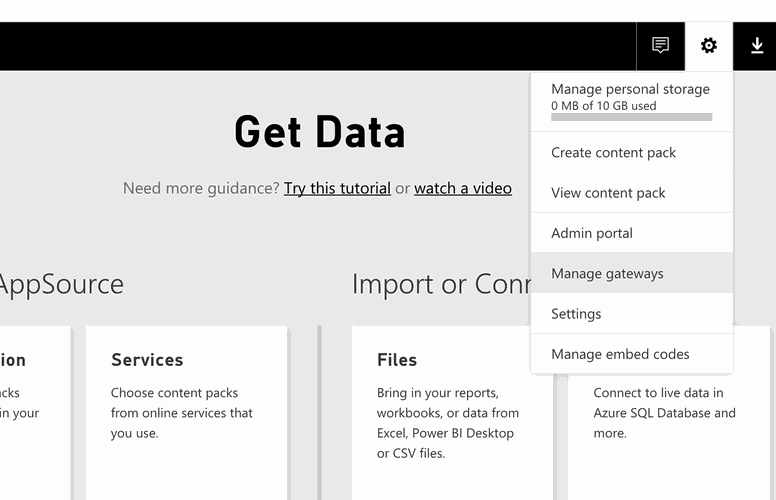 Manage personal storage
0 MB of 10 GB used
Create content pack
View content pack
Admin portal
Manage gateways
Settings
Manage embed codes
Get Data
Need more guidance? Try this tutorial or watch a video
AppSource
Import or Conn
ion
cks
in your
Services
Choose content packs
from online services that
you use.
Files
Bring in your reports,
workbooks, or data from
Excel, Power BI Desktop
or CSV files.
Connect to live data in
Azure SQL Database and
more.